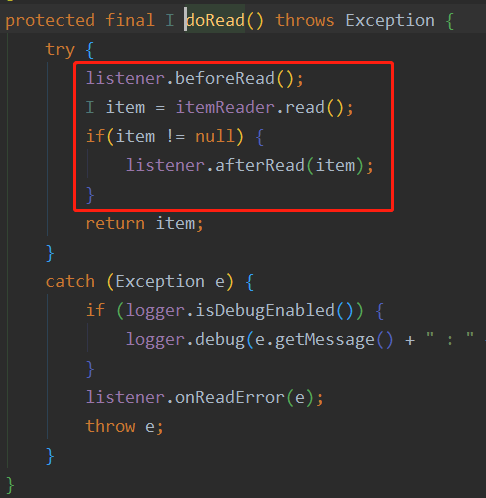 protected final I doRead() throws Exception {
try {
listener.beforeRead();
I item = itemReader.read();
if(item != null) {
listener.afterRead(item);
}
return item;
}
catch (Exception e) {
if (logger.isDebugEnabled()) {
logger.debug(e.getMessage() + " : "
}
listener.onReadError(e);
throw e;
}
}